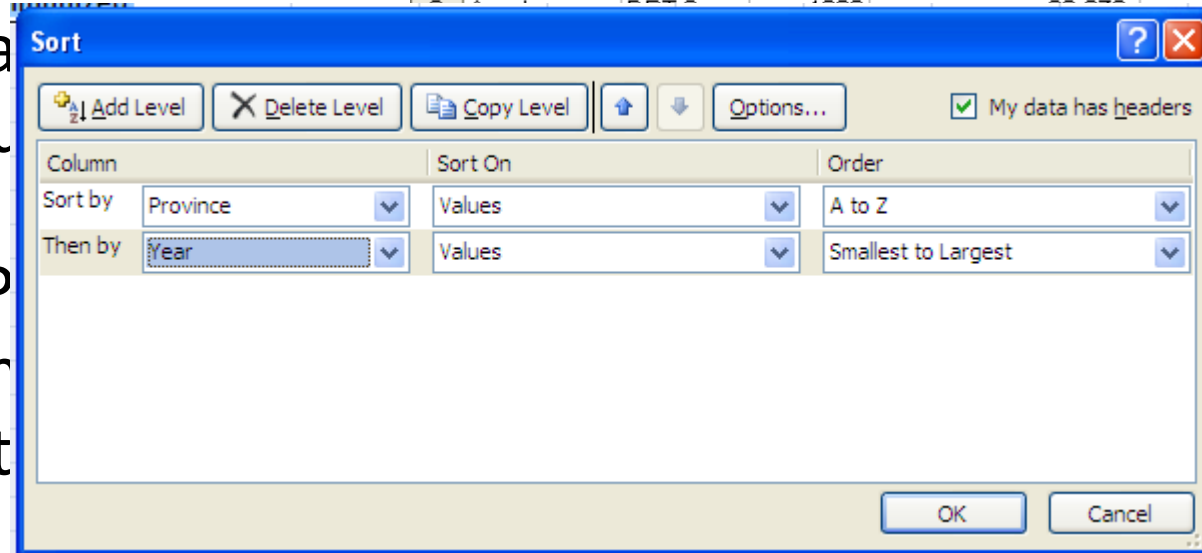 Sort
Add Level Delete Level Copy Level Options... My data has headers
Column Sort On Order
Sort by Province Values A to Z
Then by Year Values Smallest to Largest
OK Cancel